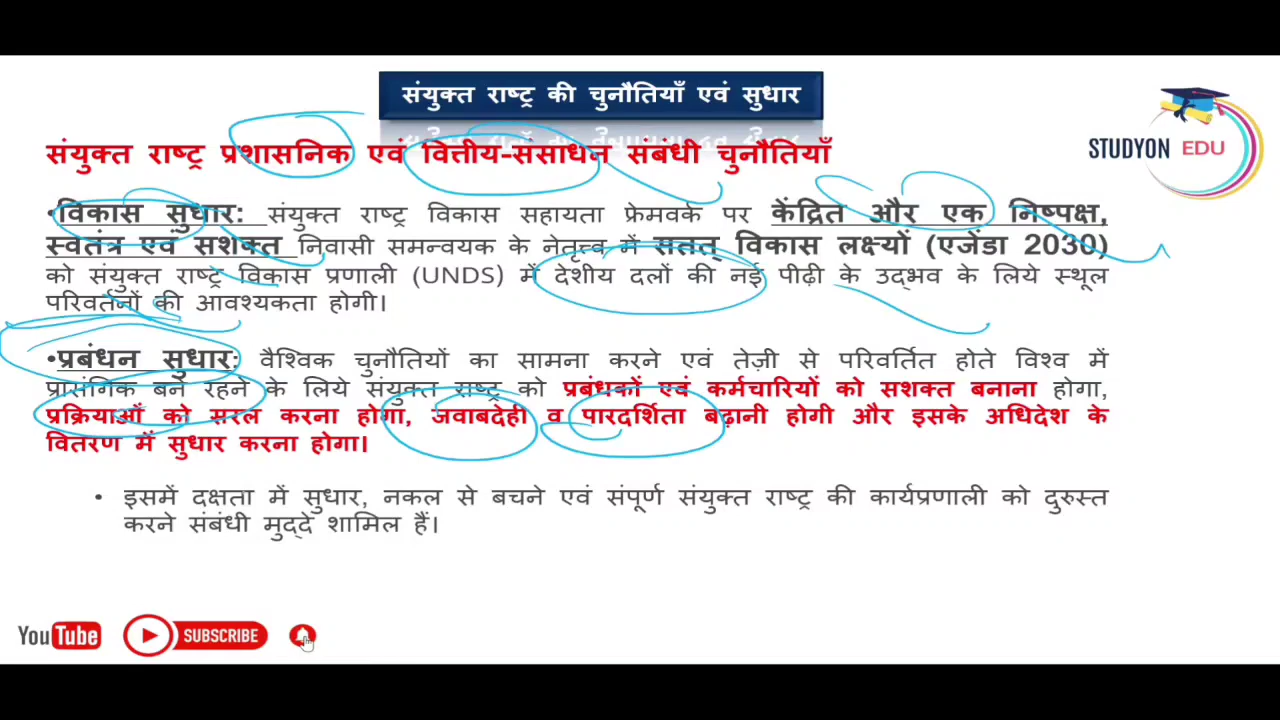 संयुक्त राष्ट्र की चुनौतियाँ एवं सुधार
संयुक्त राष्ट्र प्रशासनिक एवं वित्तीय-संसाधन संबंधी चुनौतियाँ
STUDYON EDU
•विकास सुधार: संयुक्त राष्ट्र विकास सहायता फ्रेमवर्क पर केंद्रित और एक निष्पक्ष,
स्वतंत्र एवं सशक्त निवासी समन्वयक के नेतृत्त्व में सतत् विकास लक्ष्यों (एजेंडा 2030)
को संयुक्त राष्ट्र विकास प्रणाली (UNDS) में देशीय दलों की नई पीढ़ी के उद्भव के लिये स्थूल
परिवर्तनों की आवश्यकता होगी।
•प्रबंधन सुधार: वैश्विक चुनौतियों का सामना करने एवं तेज़ी से परिवर्तित होते विश्व में
प्रासंगिक बने रहने के लिये संयुक्त राष्ट्र को प्रबंधकों एवं कर्मचारियों को सशक्त बनाना होगा,
प्रक्रियाओं को सरल करना होगा, जवाबदेही व पारदर्शिता बढ़ानी होगी और इसके अधिदेश के
वितरण में सुधार करना होगा।
• इसमें दक्षता में सुधार, नकल से बचने एवं संपूर्ण संयुक्त राष्ट्र की कार्यप्रणाली को दुरुस्त
करने संबंधी मुद्दे शामिल हैं।
YouTube SUBSCRIBE